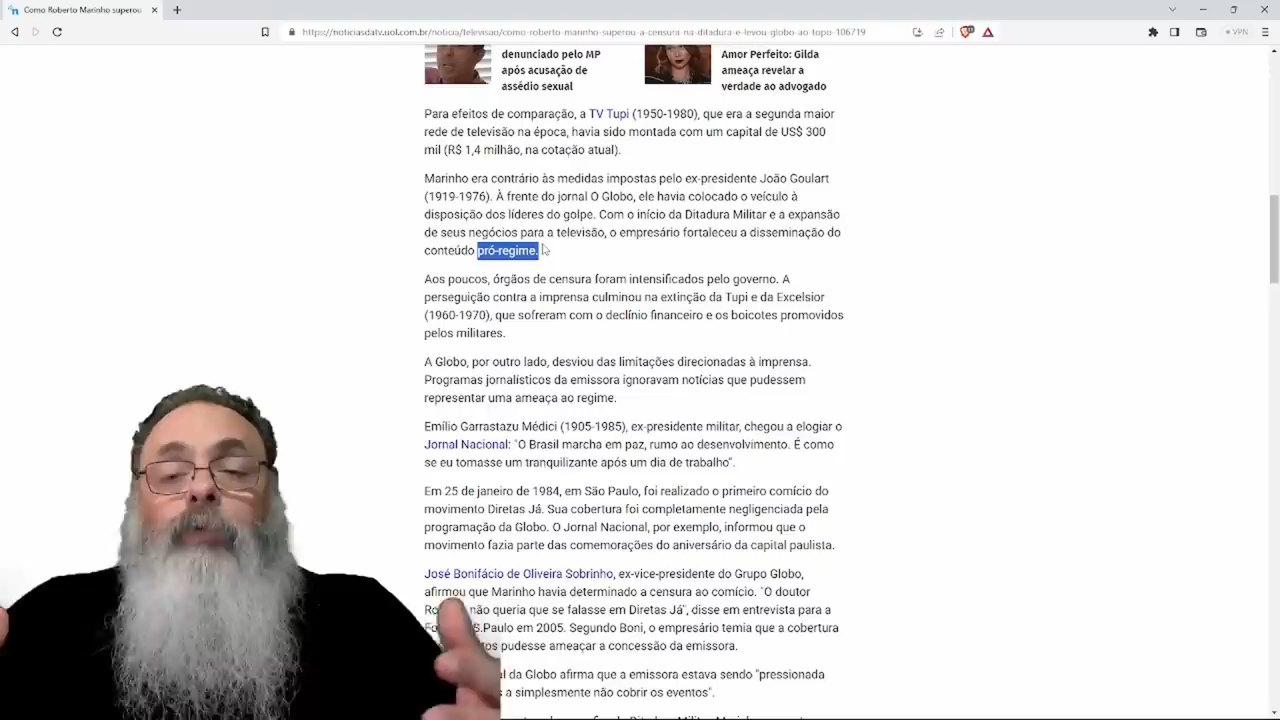 Como Roberto Marinho superou
https://noticiasdatv.uol.com.br/noticia/televisao/como-roberto-marinho-superou-a-censura-na-ditadura-e-levou-globo-ao-topo-106719
VPN
denunciado pelo MP
após acusação de
assédio sexual
Amor Perfeito: Gilda
ameaça revelar a
verdade ao advogado
Para efeitos de comparação, a TV Tupi (1950-1980), que era a segunda maior
rede de televisão na época, havia sido montada com um capital de US$ 300
mil (R$ 1,4 milhão, na cotação atual).
Marinho era contrário às medidas impostas pelo ex-presidente João Goulart
(1919-1976). À frente do jornal O Globo, ele havia colocado o veículo à
disposição dos líderes do golpe. Com o início da Ditadura Militar e a expansão
de seus negócios para a televisão, o empresário fortaleceu a disseminação do
conteúdo pró-regime.
Aos poucos, órgãos de censura foram intensificados pelo governo. A
perseguição contra a imprensa culminou na extinção da Tupi e da Excelsior
(1960-1970), que sofreram com o declínio financeiro e os boicotes promovidos
pelos militares.
A Globo, por outro lado, desviou das limitações direcionadas à imprensa.
Programas jornalísticos da emissora ignoravam notícias que pudessem
representar uma ameaça ao regime.
Emílio Garrastazu Médici (1905-1985), ex-presidente militar, chegou a elogiar o
Jornal Nacional: "O Brasil marcha em paz, rumo ao desenvolvimento. É como
se eu tomasse um tranquilizante após um dia de trabalho".
Em 25 de janeiro de 1984, em São Paulo, foi realizado o primeiro comício do
movimento Diretas Já. Sua cobertura foi completamente negligenciada pela
programação da Globo. O Jornal Nacional, por exemplo, informou que o
movimento fazia parte das comemorações do aniversário da capital paulista.
José Bonifácio de Oliveira Sobrinho, ex-vice-presidente do Grupo Globo,
afirmou que Marinho havia determinado a censura ao comício. "O doutor
não queria que se falasse em Diretas Já", disse em entrevista para a
S.Paulo em 2005. Segundo Boni, o empresário temia que a cobertura
pudesse ameaçar a concessão da emissora.
da Globo afirma que a emissora estava sendo "pressionada
a simplesmente não cobrir os eventos".